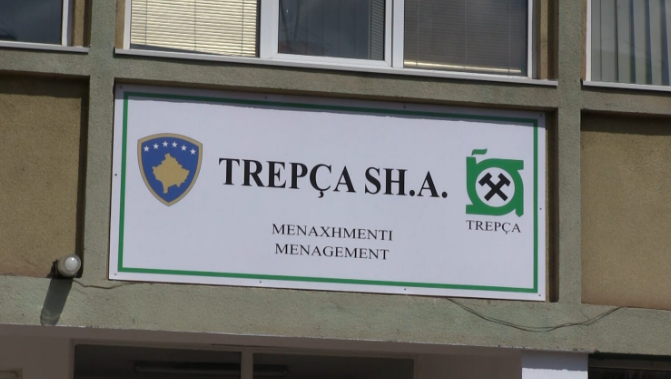 TREPÇA SH.A.
TREPÇA
MENAXHMENTI
MENAGEMENT